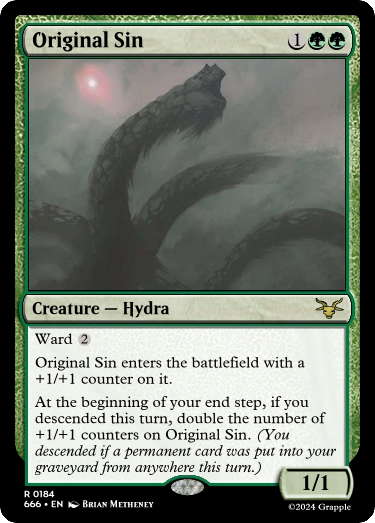 Original Sin 1
Creature — Hydra
Ward 2
Original Sin enters the battlefield with a
+1/+1 counter on it.
At the beginning of your end step, if you
descended this turn, double the number of
+1/+1 counters on Original Sin. (You
descended if a permanent card was put into your
graveyard from anywhere this turn.)
1/1
R 0184
666 • EN Brian Metheney
©2024 Grapple